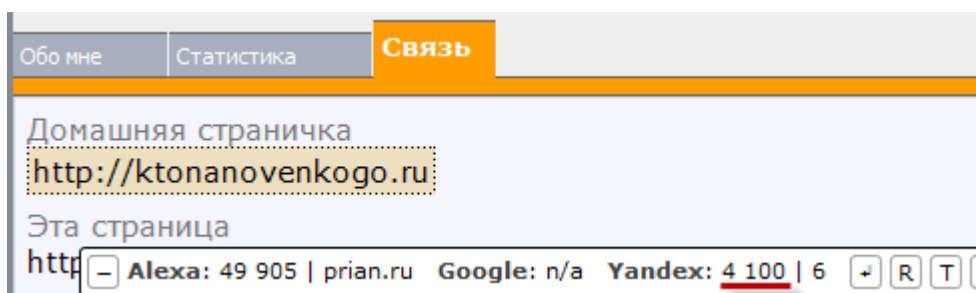 Обо мне Статистика Связь
Домашняя страничка
http://ktonanovenkogo.ru
Эта страница
http
– Alexa: 49 905 | prian.ru Google: n/a Yandex: 4 100 | 6 ↲ R T